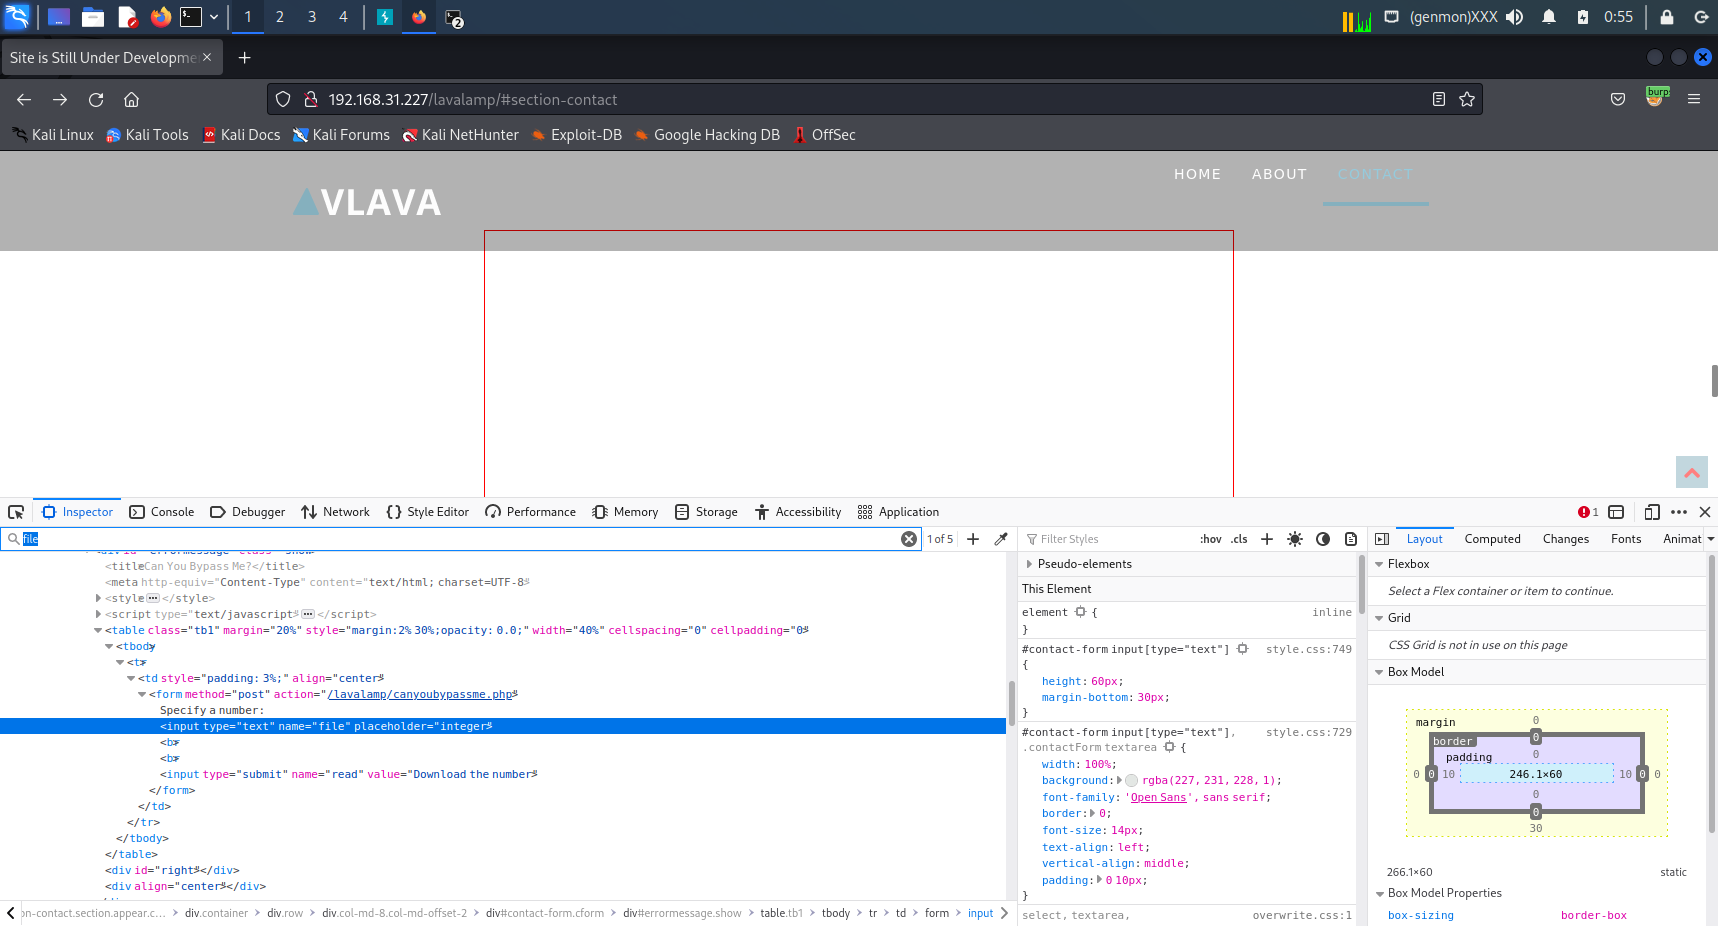 1 2 3 4 2 (genmon)XXX 0:55
Site is Still Under Developme
192.168.31.227/lavalamp/#section-contact burp
Kali Linux Kali Tools Kali Docs Kali Forums Kali NetHunter Exploit-DB Google Hacking DB OffSec
HOME ABOUT CONTACT
VLAVA
Inspector Console Debugger Network Style Editor Performance Memory Storage Accessibility Application 1
file 1 of 5
<title>Can You Bypass Me?</title>
<meta http-equiv="Content-Type" content="text/html; charset=UTF-8">
<style></style>
<script type="text/javascript"></script>
<table class="tb1" margin="20%" style="margin:2% 30%;opacity: 0.0;" width="40%" cellspacing="0" cellpadding="0">
<tbody>
<tr>
<td style="padding: 3%;" align="center">
<form method="post" action="/lavalamp/canyoubypassme.php">
Specify a number:
<input type="text" name="file" placeholder="integer">
<br>
<br>
<input type="submit" name="read" value="Download the number">
</form>
</td>
</tr>
</tbody>
</table>
<div id="right"></div>
<div align="center"></div>
on-contact.section.appear.c... div.container div.row div.col-md-8.col-md-offset-2 div#contact-form.cform div#errormessage.show table.tb1 tbody tr td form input
Filter Styles :hov .cls
Pseudo-elements
This Element
element { inline
}
#contact-form input[type="text"] style.css:749
{
height: 60px;
margin-bottom: 30px;
}
#contact-form input[type="text"], style.css:729
.contactForm textarea {
width: 100%;
background: rgba(227, 231, 228, 1);
font-family: 'Open Sans', sans serif;
border: 0;
font-size: 14px;
text-align: left;
vertical-align: middle;
padding: 0 10px;
}
select, textarea, overwrite.css:1
Layout Computed Changes Fonts Animat
Flexbox
Select a Flex container or item to continue.
Grid
CSS Grid is not in use on this page
Box Model
margin 0
border 0
padding 0
0 0 10 246.1×60 10 0 0
0
0
30
266.1×60 static
Box Model Properties
box-sizing border-box